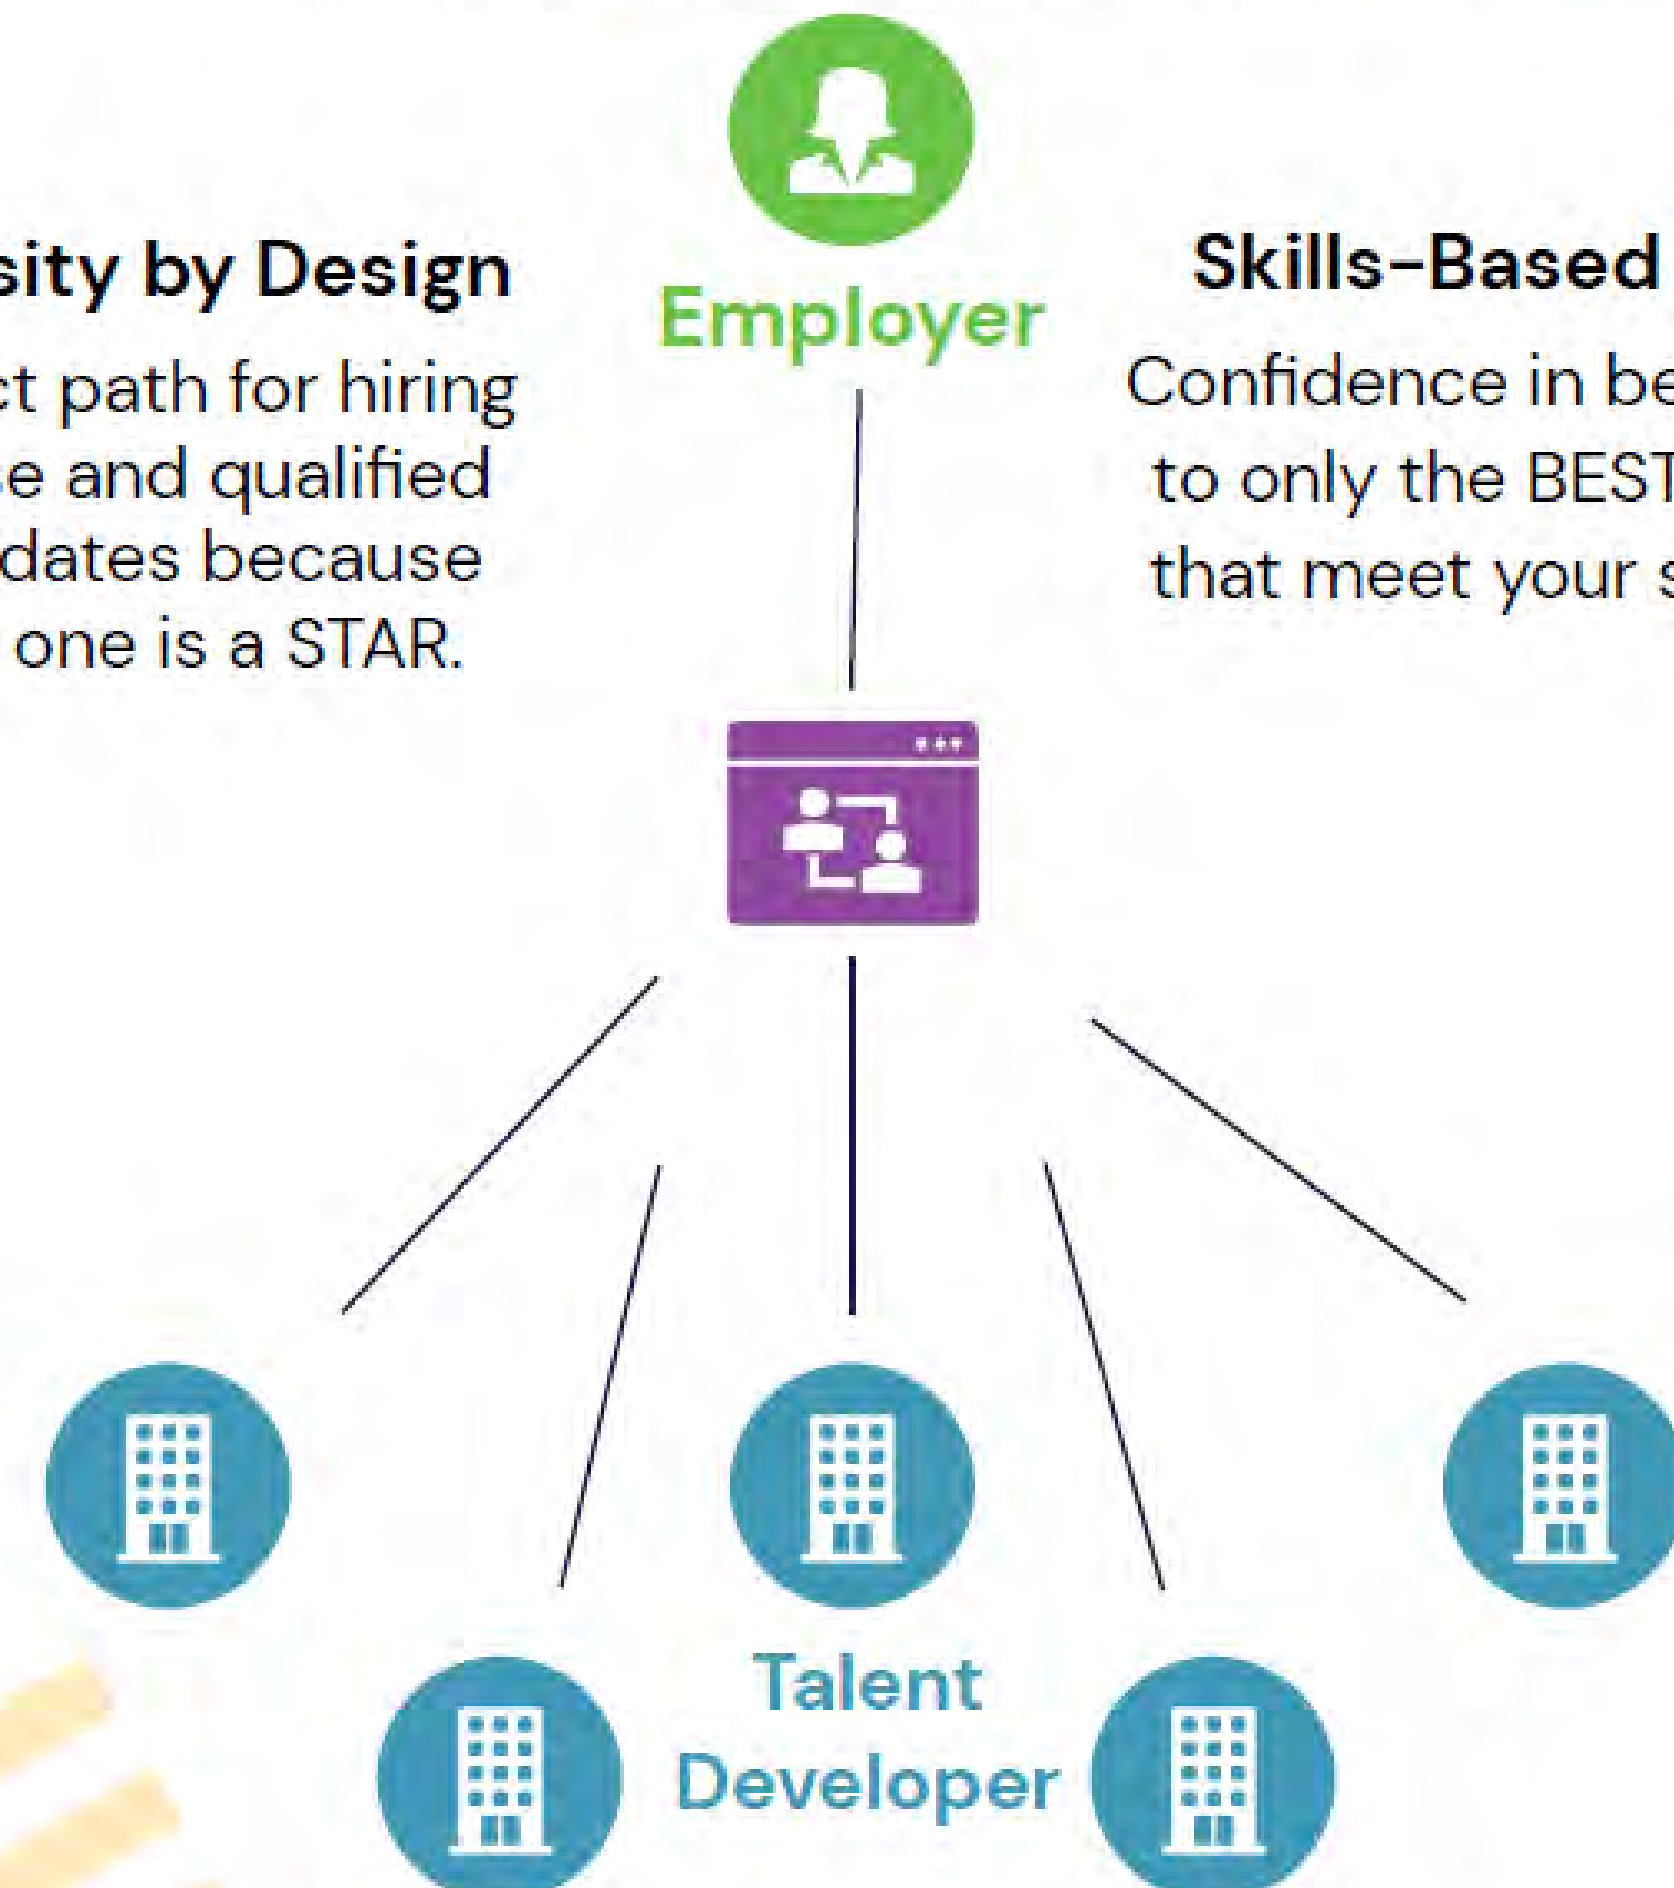 sity by Design
ct path for hiring
se and qualified
dates because
one is a STAR.
Employer
Skills-Based
Confidence in be
to only the BEST
that meet your s
Talent
Developer